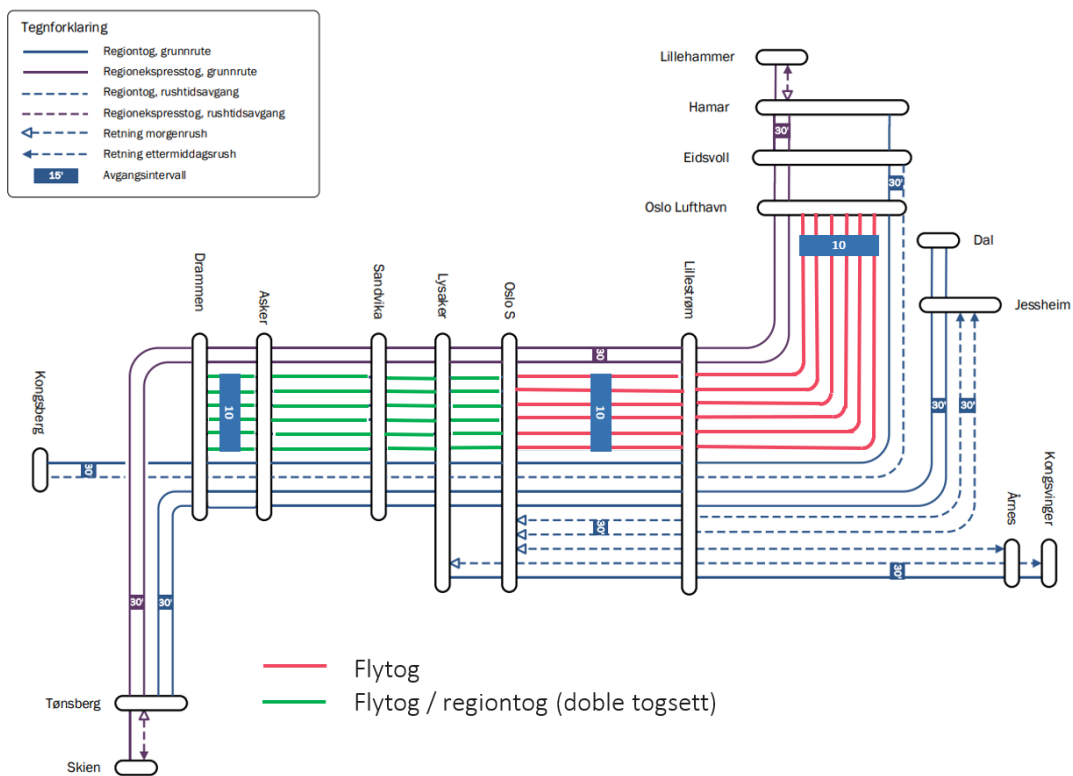 Tegnforklaring
Regiontog, grunnrute
Regionekspresstog, grunnrute
Regiontog, rushtidsavgang
Regionekspresstog, rushtidsavgang
Retning morgenrush
Retning ettermiddagsrush
15' Avgangsintervall
Lillehammer
Hamar
30'
Eidsvoll
30'
Oslo Lufthavn
10
Dal
Jessheim
Drammen
Asker
Sandvika
Lysaker
Oslo S
Lillestrøm
30'
Kongsberg
10
10
30'
30'
30'
30'
30'
Årnes
Kongsvinger
30'
30'
Tønsberg
Skien
Flytog
Flytog / regiontog (doble togsett)